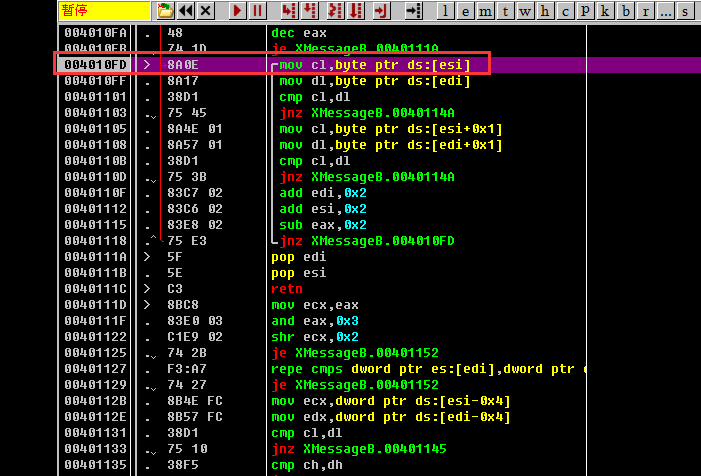 暂停 l e m t w h c p k b r ... s
004010FA . 48 dec eax
004010FB . 74 1D je XMessageB.0040111A
004010FD > 8A0E mov cl,byte ptr ds:[esi]
004010FF . 8A17 mov dl,byte ptr ds:[edi]
00401101 . 38D1 cmp cl,dl
00401103 . 75 45 jnz XMessageB.0040114A
00401105 . 8A4E 01 mov cl,byte ptr ds:[esi+0x1]
00401108 . 8A57 01 mov dl,byte ptr ds:[edi+0x1]
0040110B . 38D1 cmp cl,dl
0040110D . 75 3B jnz XMessageB.0040114A
0040110F . 83C7 02 add edi,0x2
00401112 . 83C6 02 add esi,0x2
00401115 . 83E8 02 sub eax,0x2
00401118 . 75 E3 jnz XMessageB.004010FD
0040111A > 5F pop edi
0040111B . 5E pop esi
0040111C > C3 retn
0040111D > 8BC8 mov ecx,eax
0040111F . 83E0 03 and eax,0x3
00401122 . C1E9 02 shr ecx,0x2
00401125 . 74 2B je XMessageB.00401152
00401127 . F3:A7 repe cmps dword ptr es:[edi],dword ptr
00401129 . 74 27 je XMessageB.00401152
0040112B . 8B4E FC mov ecx,dword ptr ds:[esi-0x4]
0040112E . 8B57 FC mov edx,dword ptr ds:[edi-0x4]
00401131 . 38D1 cmp cl,dl
00401133 . 75 10 jnz XMessageB.00401145
00401135 . 38F5 cmp ch,dh